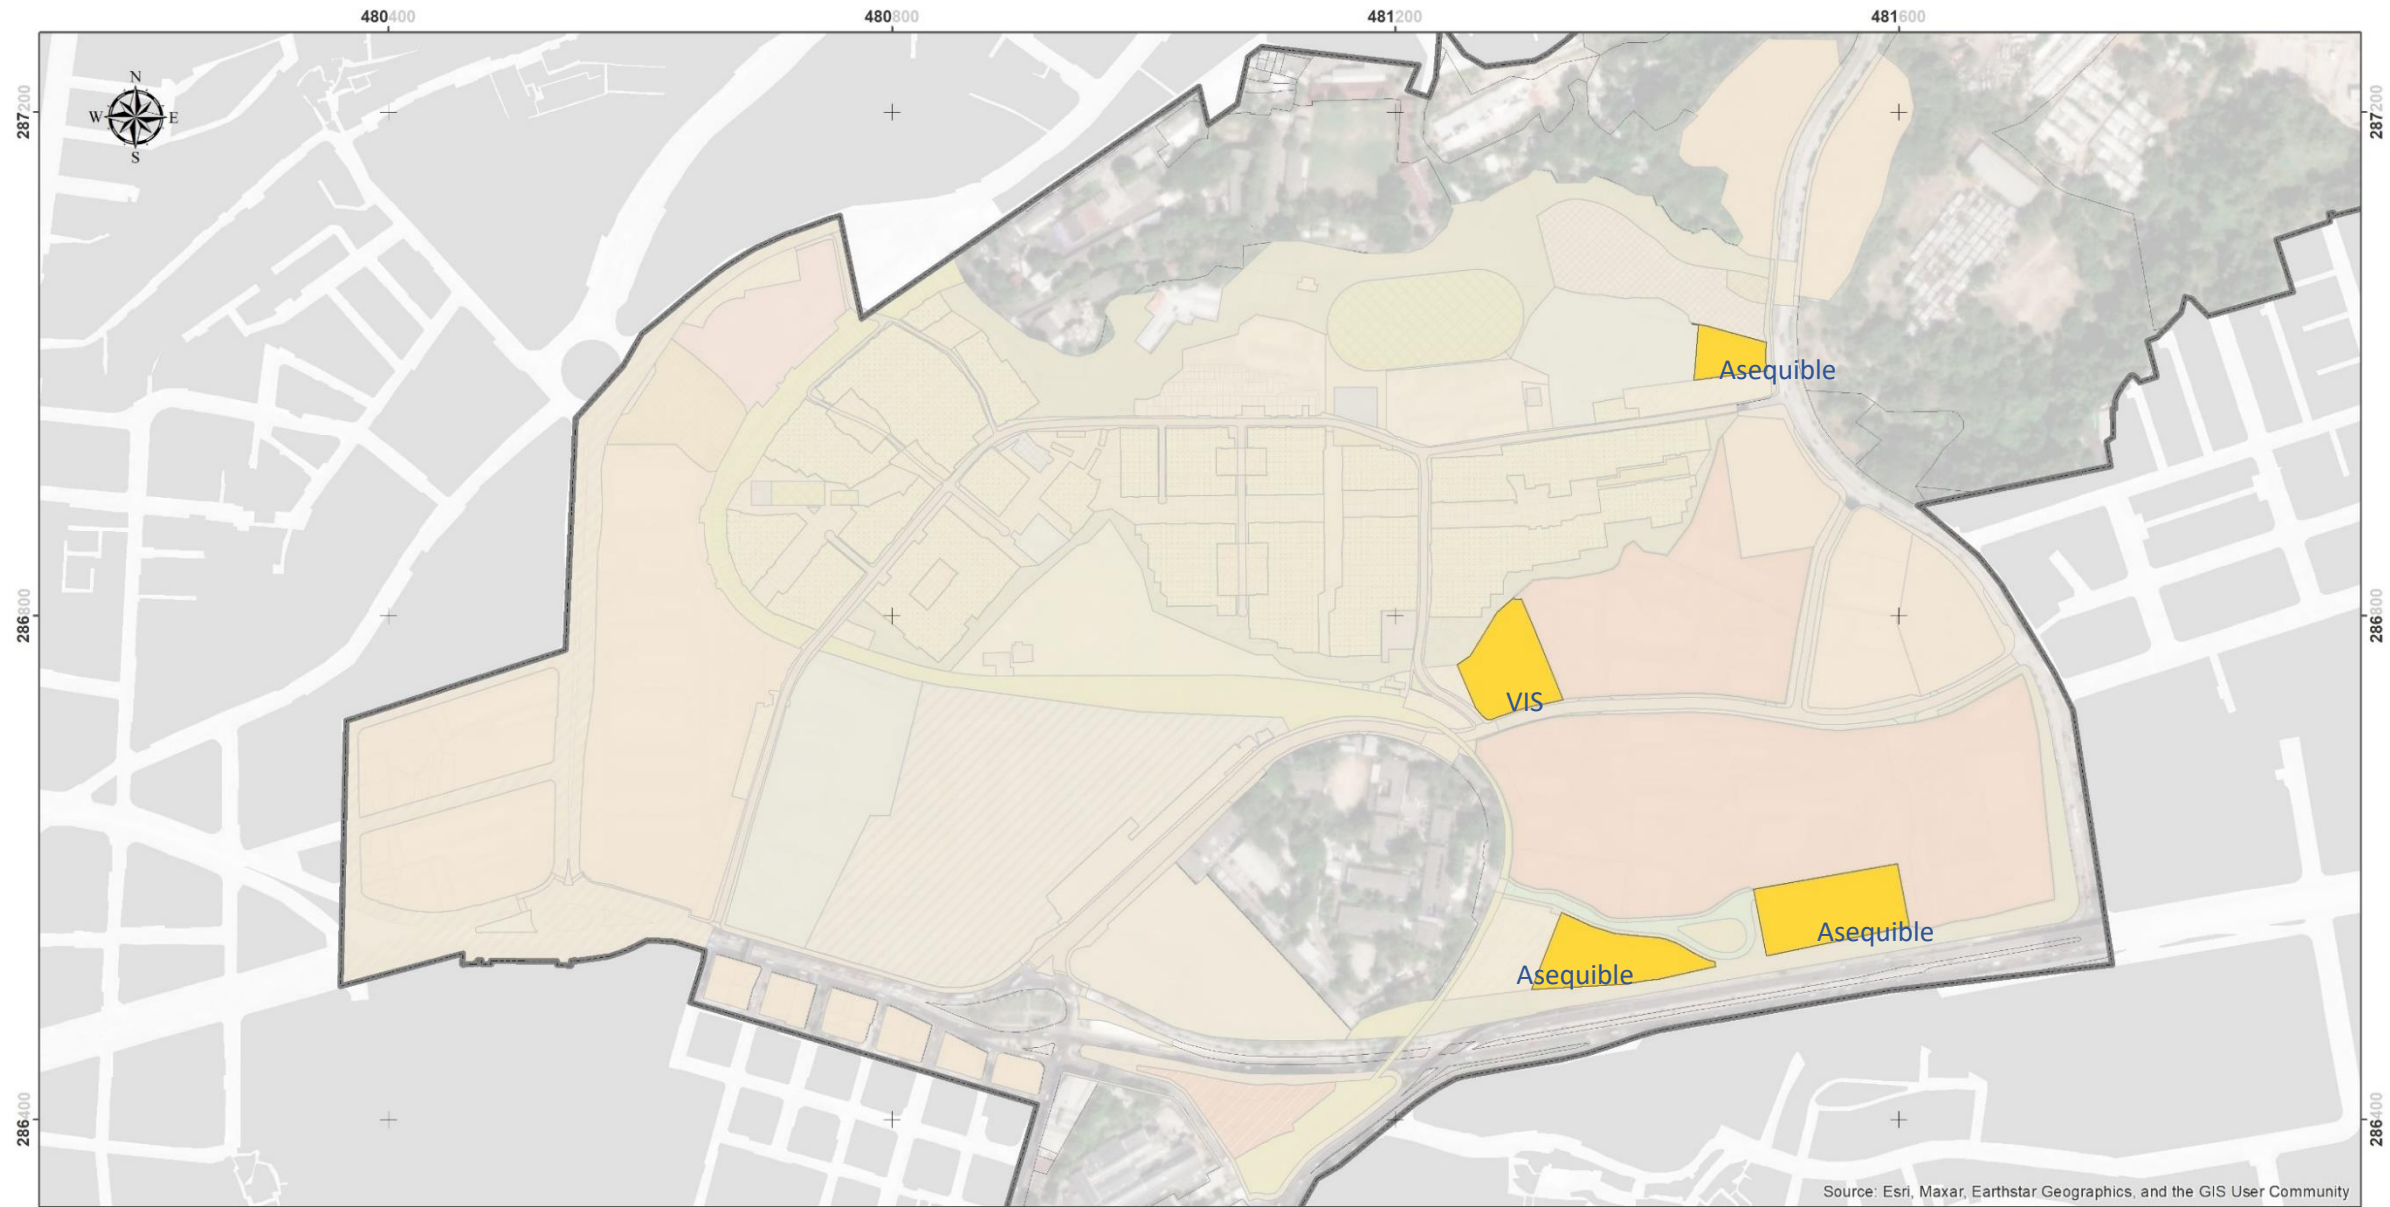 480400 480800 481200 481600
N
W E
S
287200 287200
Asequible
286800 286800
VIS
Asequible
Asequible
286400 286400
Source: Esri, Maxar, Earthstar Geographics, and the GIS User Community